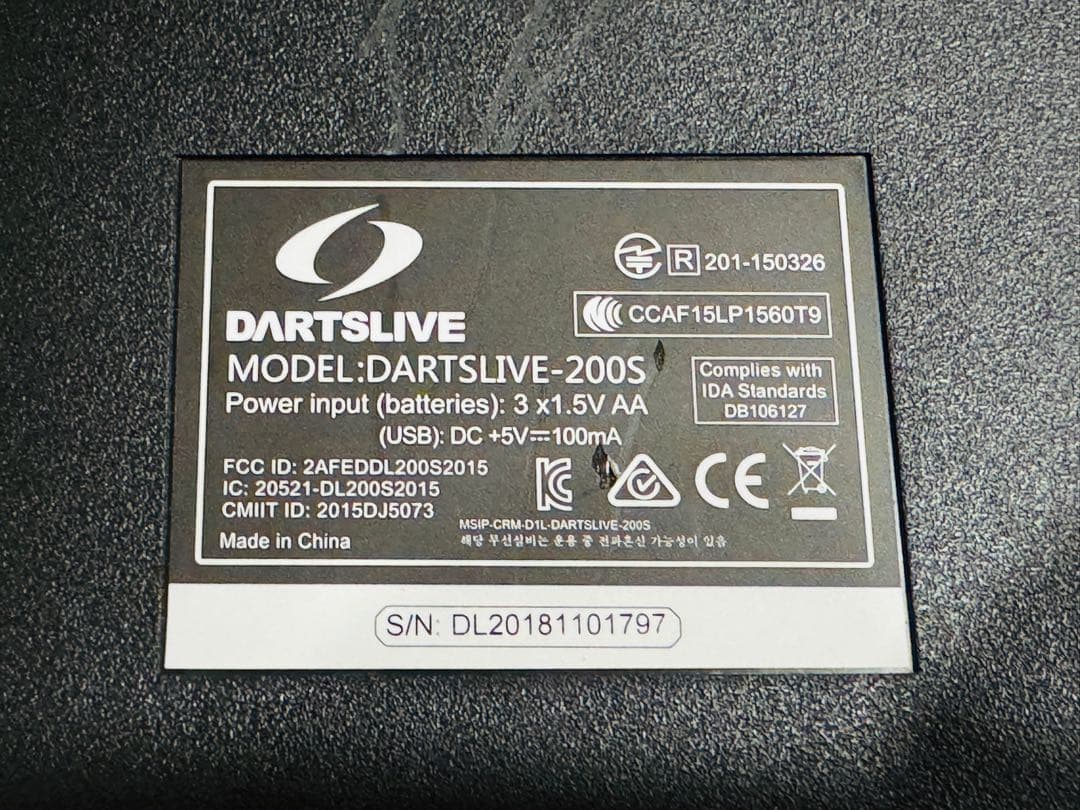 DARTSLIVE
MODEL:DARTSLIVE-200S
Power input (batteries): 3 x1.5V AA
(USB): DC +5V⎓100mA
FCC ID: 2AFEDDL200S2015
IC: 20521-DL200S2015
CMIIT ID: 2015DJ5073
Made in China
R 201-150326
CCAF15LP1560T9
Complies with
IDA Standards
DB106127
CE
MSIP-CRM-D1L-DARTSLIVE-200S
해당 무선설비는 운용 중 전파혼신 가능성이 있음
S/N: DL20181101797